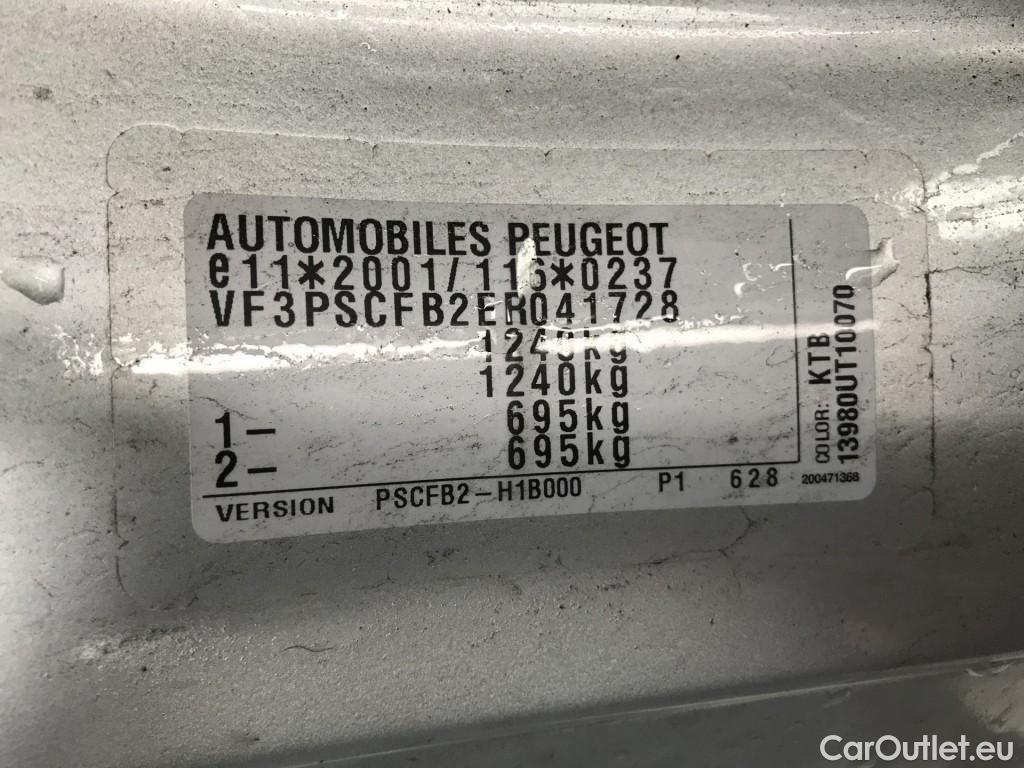 AUTOMOBILES PEUGEOT
e11*2001/116*0237
VF3PSCFB2ER041728
1240kg
1240kg
1- 695kg
2- 695kg
VERSION PSCFB2-H1B000 P1 628
COLOR: KTB
13980UT10070
200471368
CarOutlet.eu